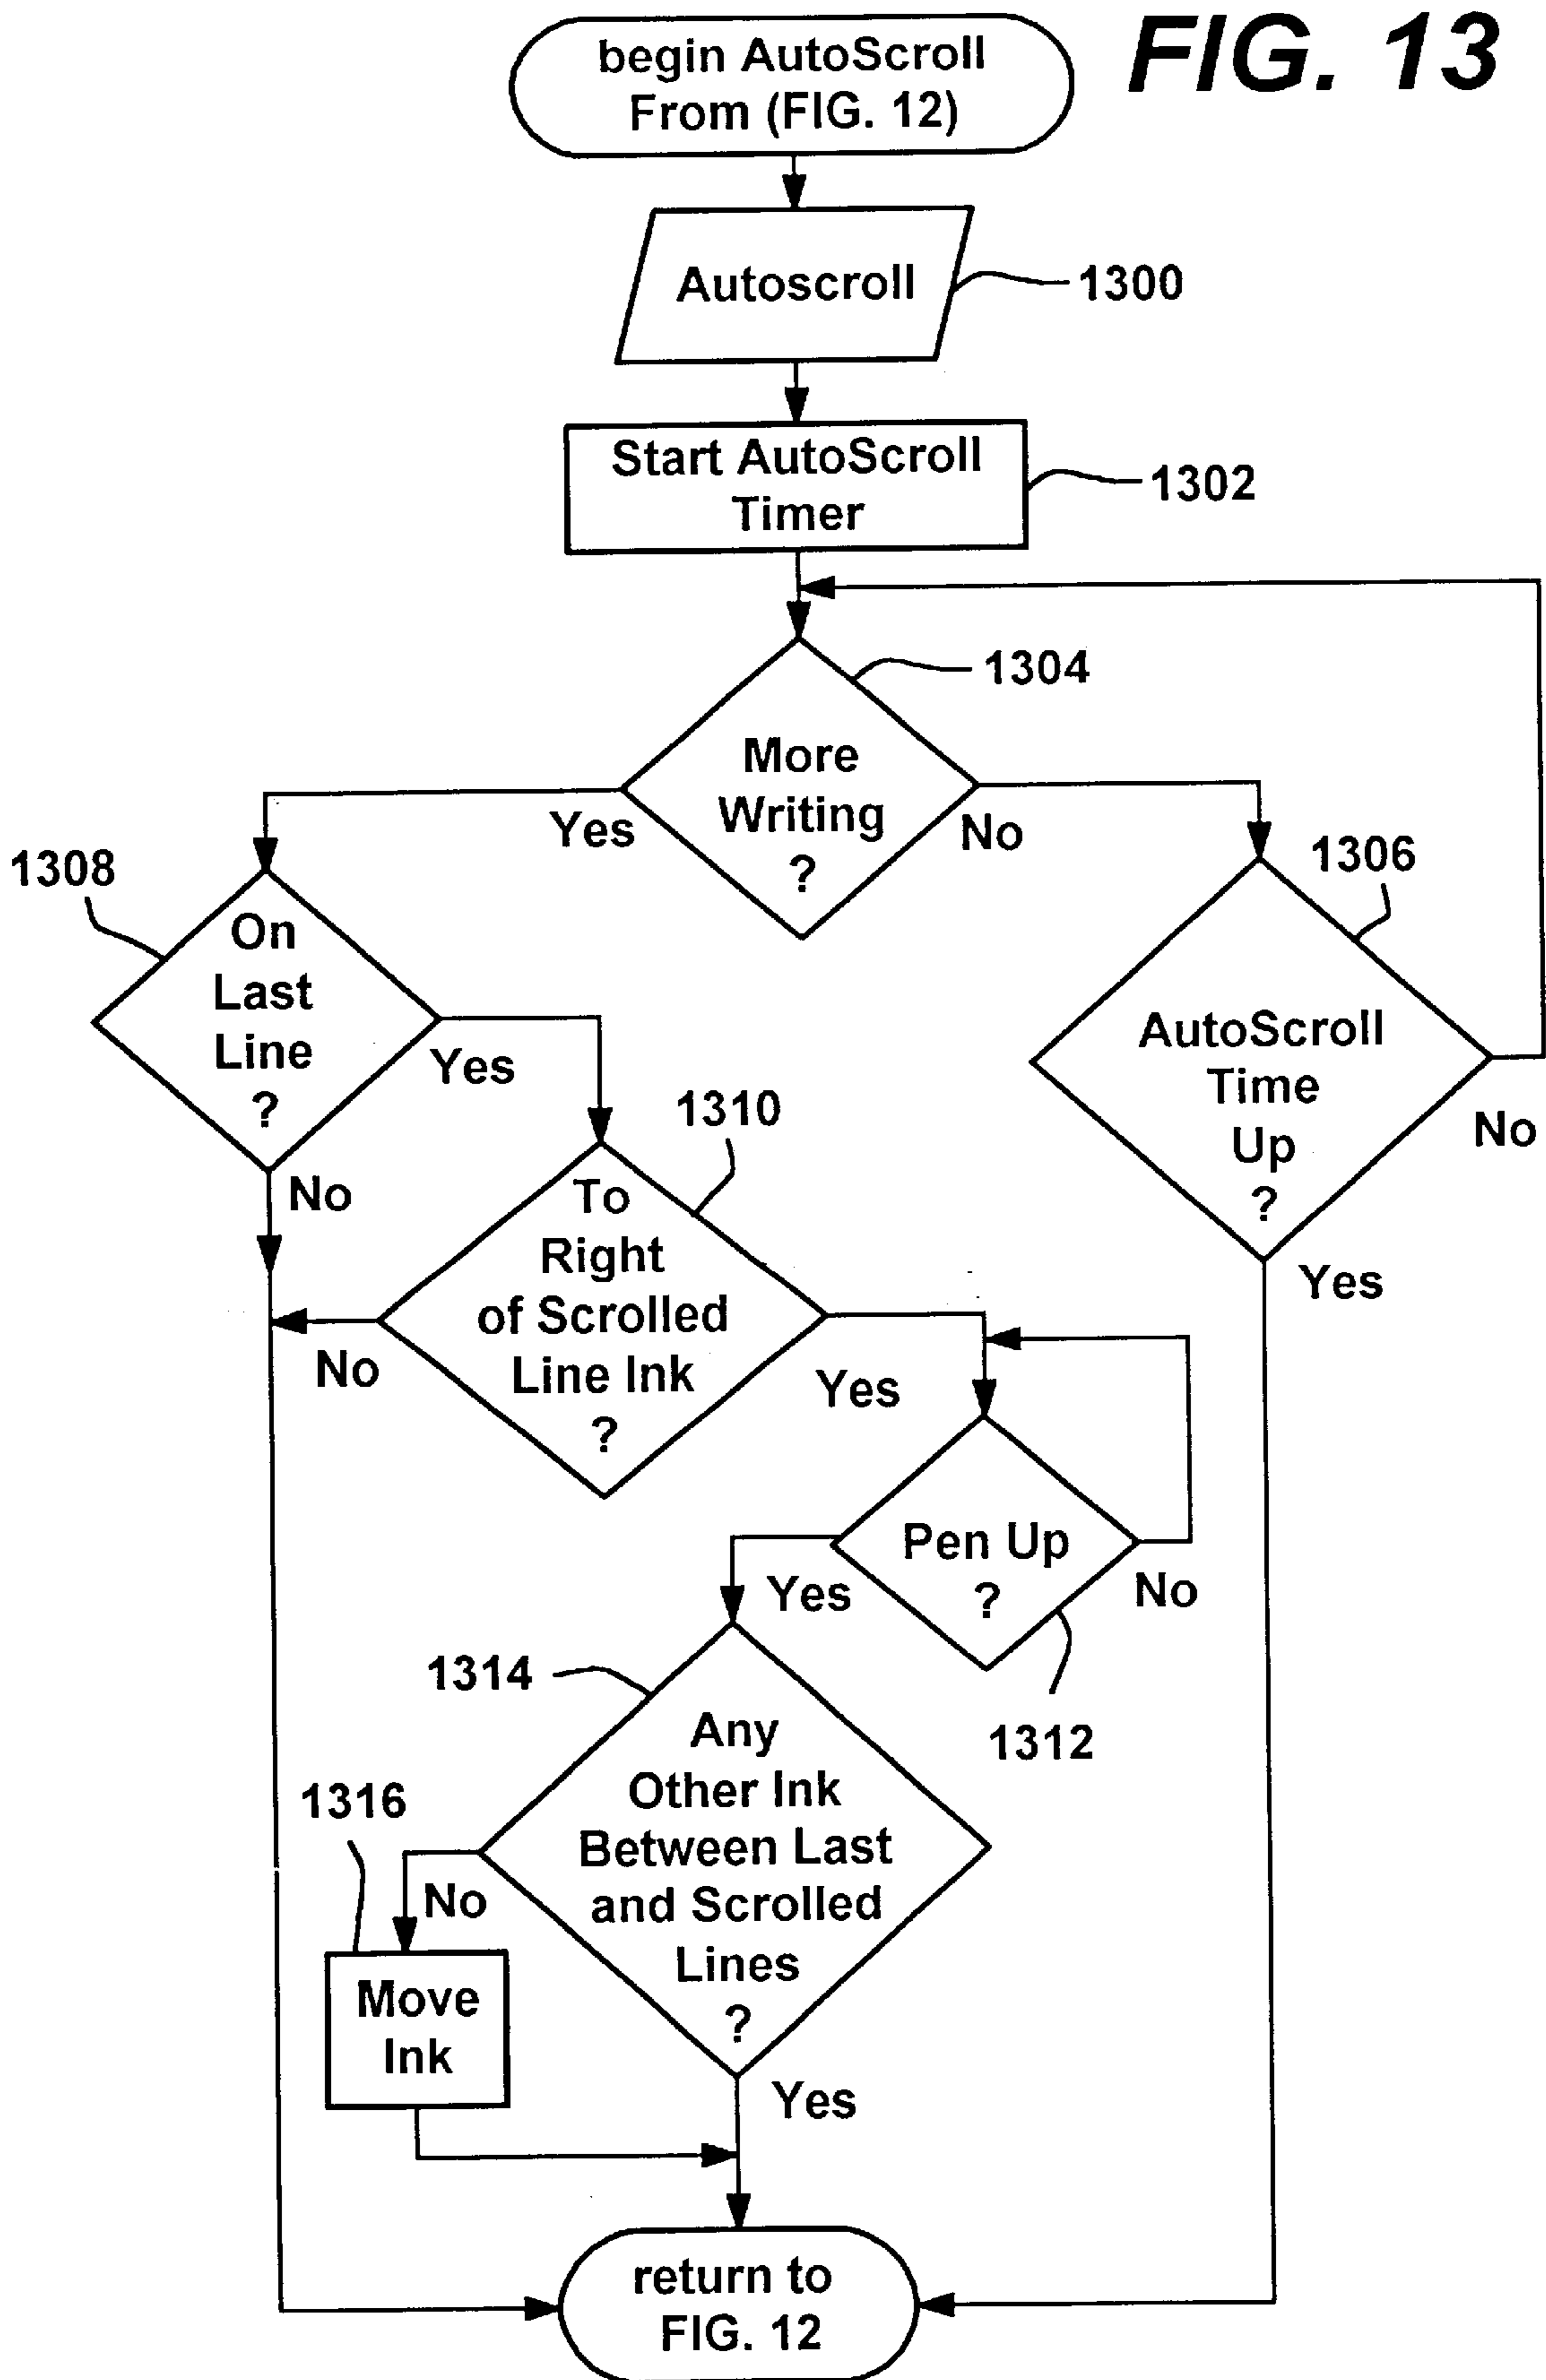 FIG. 13
begin AutoScroll
From (FIG. 12)
Autoscroll
1300
Start AutoScroll
Timer
1302
1304
More
Writing
?
Yes
No
1308
On
Last
Line
?
Yes
No
1306
AutoScroll
Time
Up
?
No
Yes
1310
To
Right
of Scrolled
Line Ink
?
No
Yes
Pen Up
?
Yes
No
1312
1314
Any
Other Ink
Between Last
and Scrolled
Lines
?
No
Yes
1316
Move
Ink
return to
FIG. 12